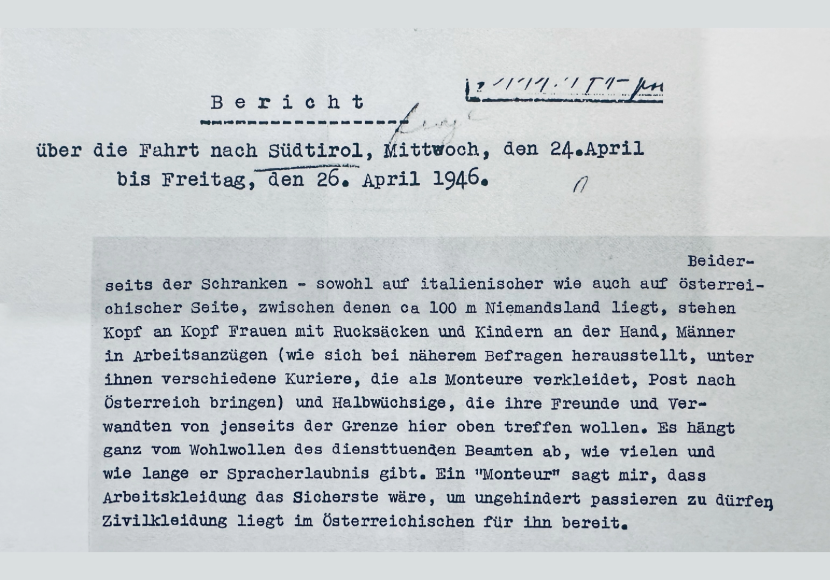 B e r i c h t
über die Fahrt nach Südtirol, Mittwoch, den 24.April
bis Freitag, den 26. April 1946.
Beider-
seits der Schranken - sowohl auf italienischer wie auch auf österrei-
chischer Seite, zwischen denen ca 100 m Niemandsland liegt, stehen
Kopf an Kopf Frauen mit Rucksäcken und Kindern an der Hand, Männer
in Arbeitsanzügen (wie sich bei näherem Befragen herausstellt, unter
ihnen verschiedene Kuriere, die als Monteure verkleidet, Post nach
Österreich bringen) und Halbwüchsige, die ihre Freunde und Ver-
wandten von jenseits der Grenze hier oben treffen wollen. Es hängt
ganz vom Wohlwollen des diensttuenden Beamten ab, wie vielen und
wie lange er Spracherlaubnis gibt. Ein "Monteur" sagt mir, dass
Arbeitskleidung das Sicherste wäre, um ungehindert passieren zu dürfen,
Zivilkleidung liegt im Österreichischen für ihn bereit.